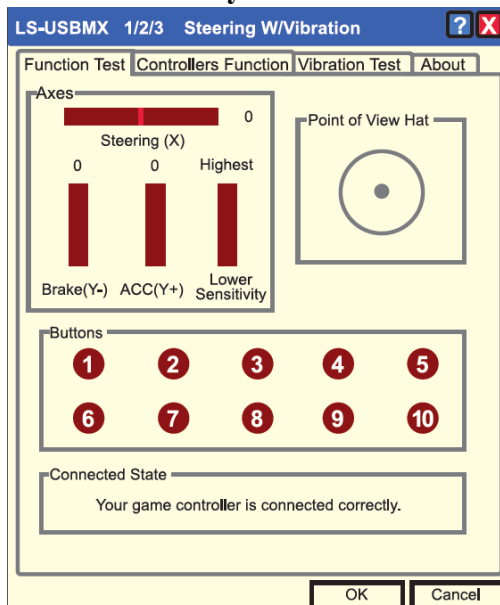 LS-USBMX 1/2/3 Steering W/Vibration ? X
Function Test Controllers Function Vibration Test About
Axes
0
Steering (X)
0 0 Highest
Brake(Y-) ACC(Y+) Lower Sensitivity
Point of View Hat
Buttons
1 2 3 4 5
6 7 8 9 10
Connected State
Your game controller is connected correctly.
OK Cancel